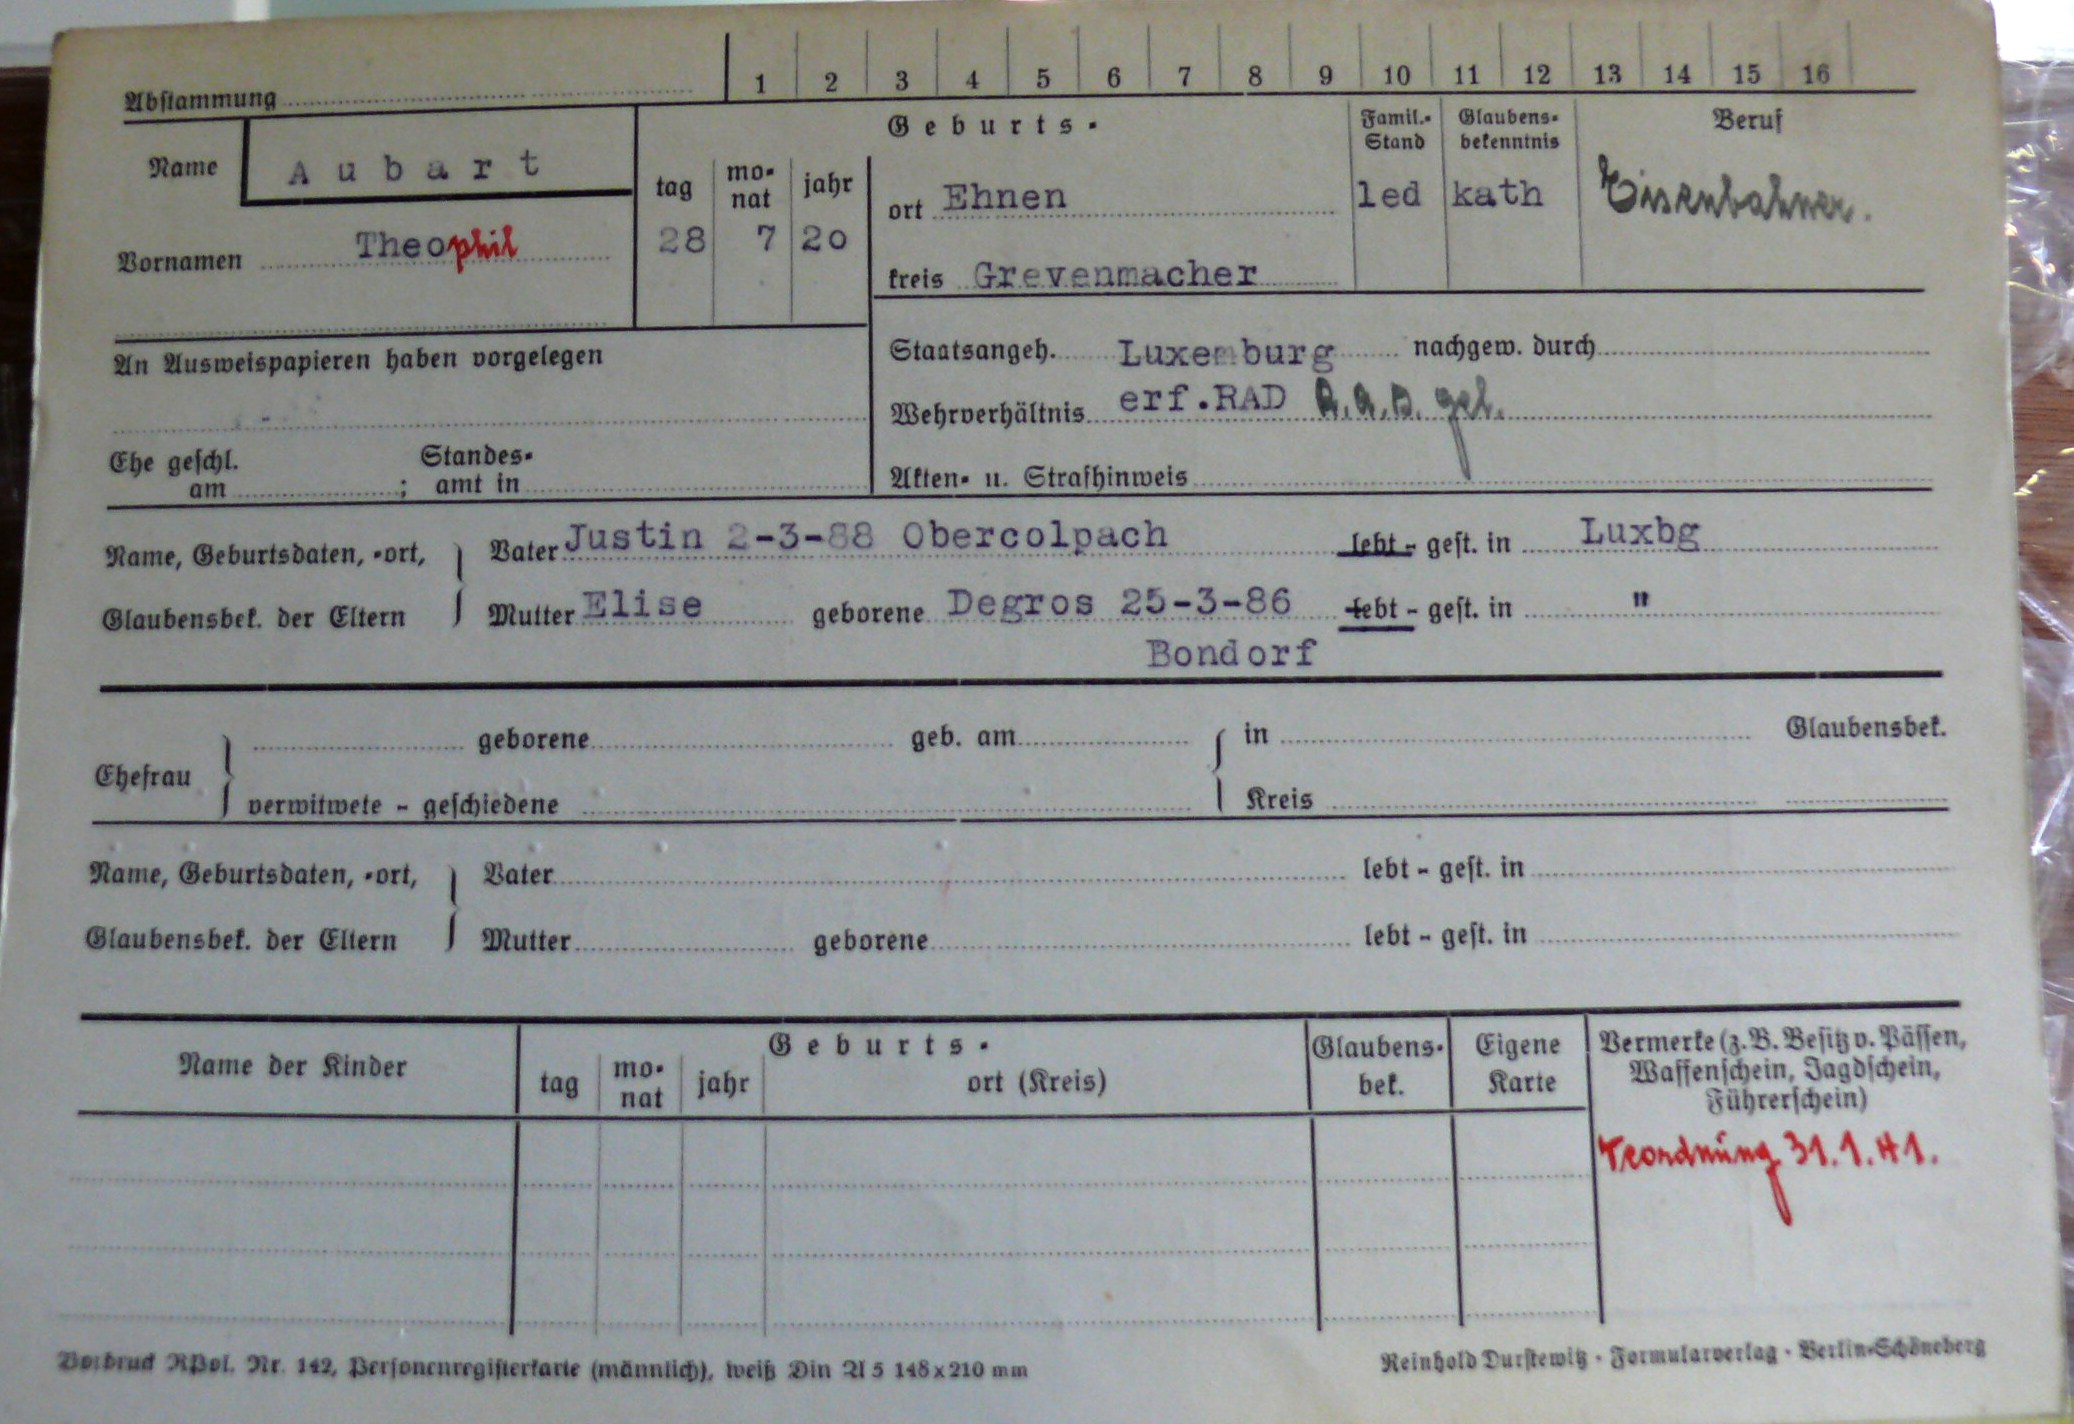 Abstammung 1 2 3 4 5 6 7 8 9 10 11 12 13 14 15 16
Name Aubart
Vornamen Theophil
Geburts-
tag monat jahr
28 7 20
ort Ehnen
kreis Grevenmacher
Famil.-Stand
led
Glaubens-bekenntnis
kath
Beruf
Eisenbahner.
An Ausweispapieren haben vorgelegen
Staatsangeh. Luxemburg nachgew. durch
Wehrverhältnis erf.RAD R.A.D. gel.
Ehe geschl. am ; Standes-amt in
Akten- u. Strafhinweis
Name, Geburtsdaten, -ort, Vater Justin 2-3-88 Obercolpach lebt - gest. in Luxbg
Glaubensbek. der Eltern Mutter Elise geborene Degros 25-3-86 lebt - gest. in "
Bondorf
Ehefrau geborene geb. am in Glaubensbek.
verwitwete - geschiedene Kreis
Name, Geburtsdaten, -ort, Vater lebt - gest. in
Glaubensbek. der Eltern Mutter geborene lebt - gest. in
Name der Kinder
Geburts-
tag monat jahr ort (Kreis)
Glaubens-bek.
Eigene Karte
Vermerke (z. B. Besitz v. Pässen,
Waffenschein, Jagdschein,
Führerschein)
31.1.41.
Vordruck RPol. Nr. 142, Personenregisterkarte (männlich), weiß Din A 5 148x210 mm
Reinhold Durstewitz · Formularverlag · Berlin-Schöneberg